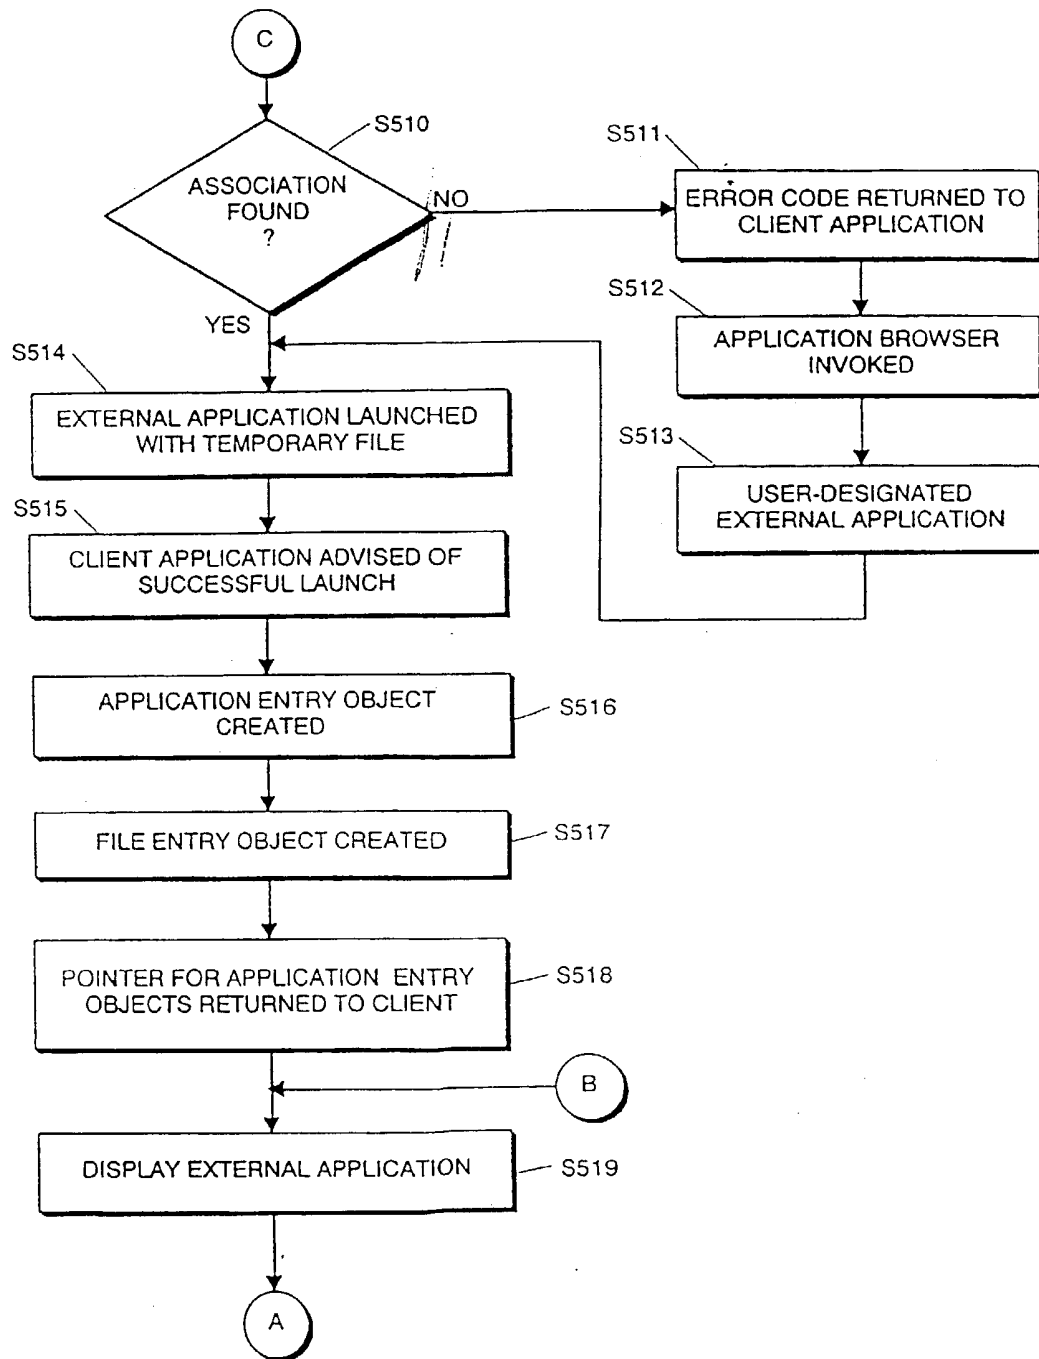 C
S510
ASSOCIATION
FOUND
?
NO
S511
ERROR CODE RETURNED TO
CLIENT APPLICATION
S512
APPLICATION BROWSER
INVOKED
S513
USER-DESIGNATED
EXTERNAL APPLICATION
YES
S514
EXTERNAL APPLICATION LAUNCHED
WITH TEMPORARY FILE
S515
CLIENT APPLICATION ADVISED OF
SUCCESSFUL LAUNCH
APPLICATION ENTRY OBJECT
CREATED
S516
FILE ENTRY OBJECT CREATED
S517
POINTER FOR APPLICATION ENTRY
OBJECTS RETURNED TO CLIENT
S518
B
DISPLAY EXTERNAL APPLICATION
S519
A